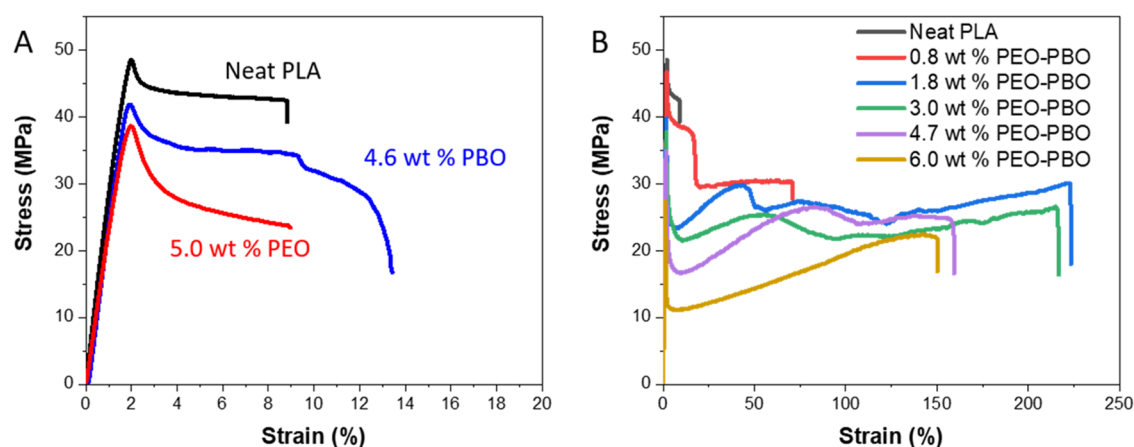 A
Stress (MPa)
50
40
30
20
10
0
Neat PLA
4.6 wt % PBO
5.0 wt % PEO
0 2 4 6 8 10 12 14 16 18 20
Strain (%)
B
Stress (MPa)
50
40
30
20
10
0
Neat PLA
0.8 wt % PEO-PBO
1.8 wt % PEO-PBO
3.0 wt % PEO-PBO
4.7 wt % PEO-PBO
6.0 wt % PEO-PBO
0 50 100 150 200 250
Strain (%)